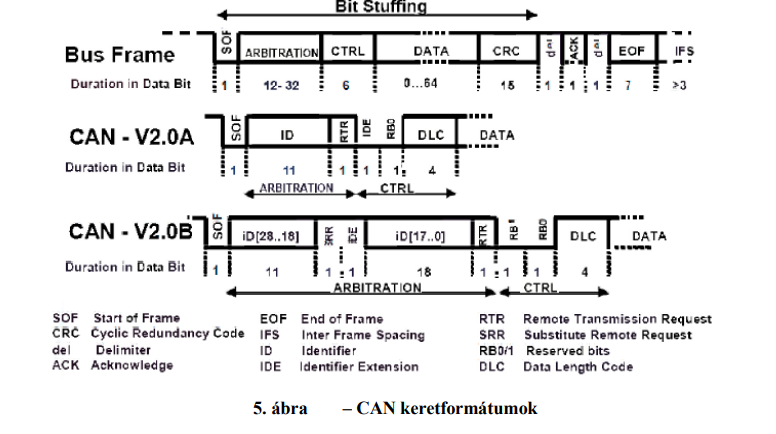 Bit Stuffing
Bus Frame SOF ARBITRATION CTRL DATA CRC del ACK del EOF IFS
Duration in Data Bit 1 12- 32 6 0...64 15 1 1 1 7 >3
CAN - V2.0A SOF ID RTR IDE RB0 DLC DATA
Duration in Data Bit 1 11 1 1 1 4
ARBITRATION CTRL
CAN - V2.0B SOF iD[28..18] SRR IDE iD[17..0] RTR RB1 RB0 DLC DATA
Duration in Data Bit 1 11 1 1 18 1 1 1 4
ARBITRATION CTRL
SOF Start of Frame EOF End of Frame RTR Remote Transmission Request
CRC Cyclic Redundancy Code IFS Inter Frame Spacing SRR Substitute Remote Request
del Delimiter ID Identifier RB0/1 Reserved bits
ACK Acknowledge IDE Identifier Extension DLC Data Length Code
5. ábra – CAN keretformátumok